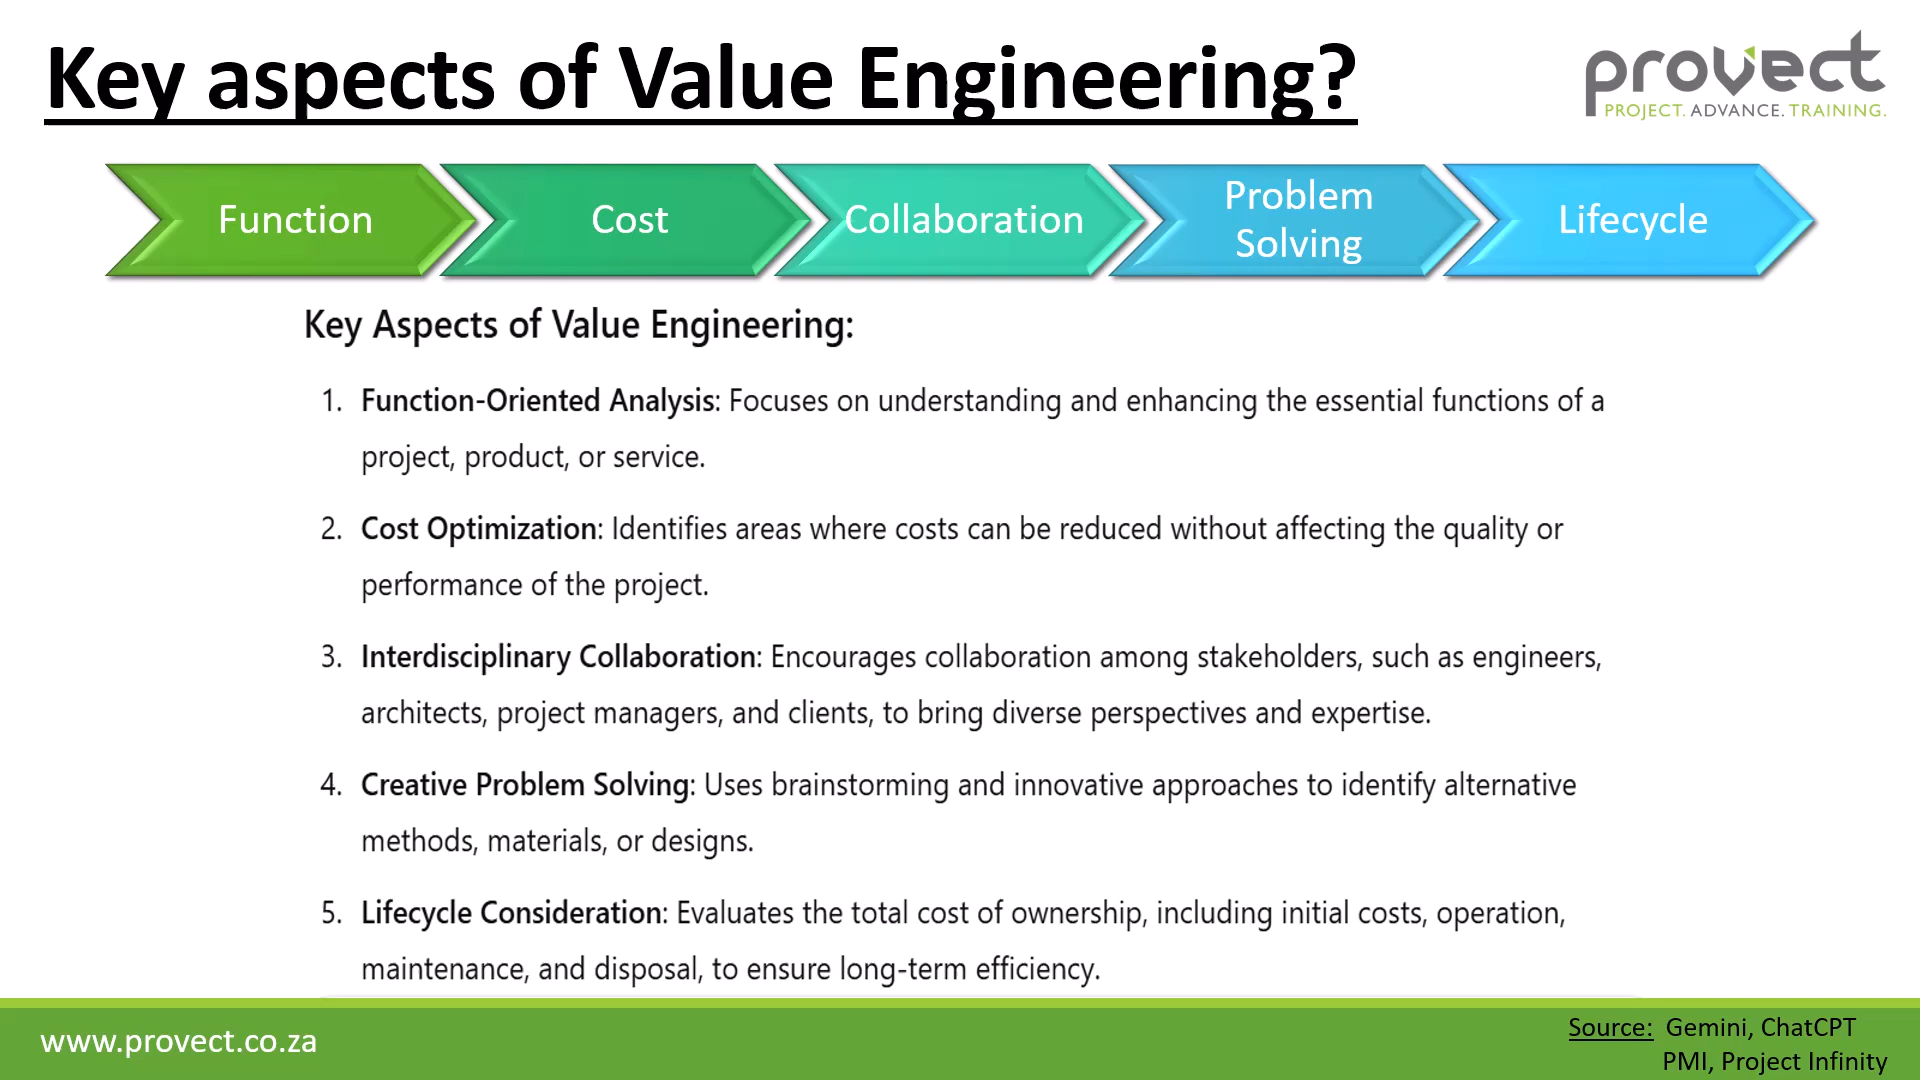 Key aspects of Value Engineering?
provect
PROJECT. ADVANCE. TRAINING.
Function
Cost
Collaboration
Problem
Solving
Lifecycle
Key Aspects of Value Engineering:
1. Function-Oriented Analysis: Focuses on understanding and enhancing the essential functions of a
project, product, or service.
2. Cost Optimization: Identifies areas where costs can be reduced without affecting the quality or
performance of the project.
3. Interdisciplinary Collaboration: Encourages collaboration among stakeholders, such as engineers,
architects, project managers, and clients, to bring diverse perspectives and expertise.
4. Creative Problem Solving: Uses brainstorming and innovative approaches to identify alternative
methods, materials, or designs.
5. Lifecycle Consideration: Evaluates the total cost of ownership, including initial costs, operation,
maintenance, and disposal, to ensure long-term efficiency.
www.provect.co.za
Source: Gemini, ChatCPT
PMI, Project Infinity